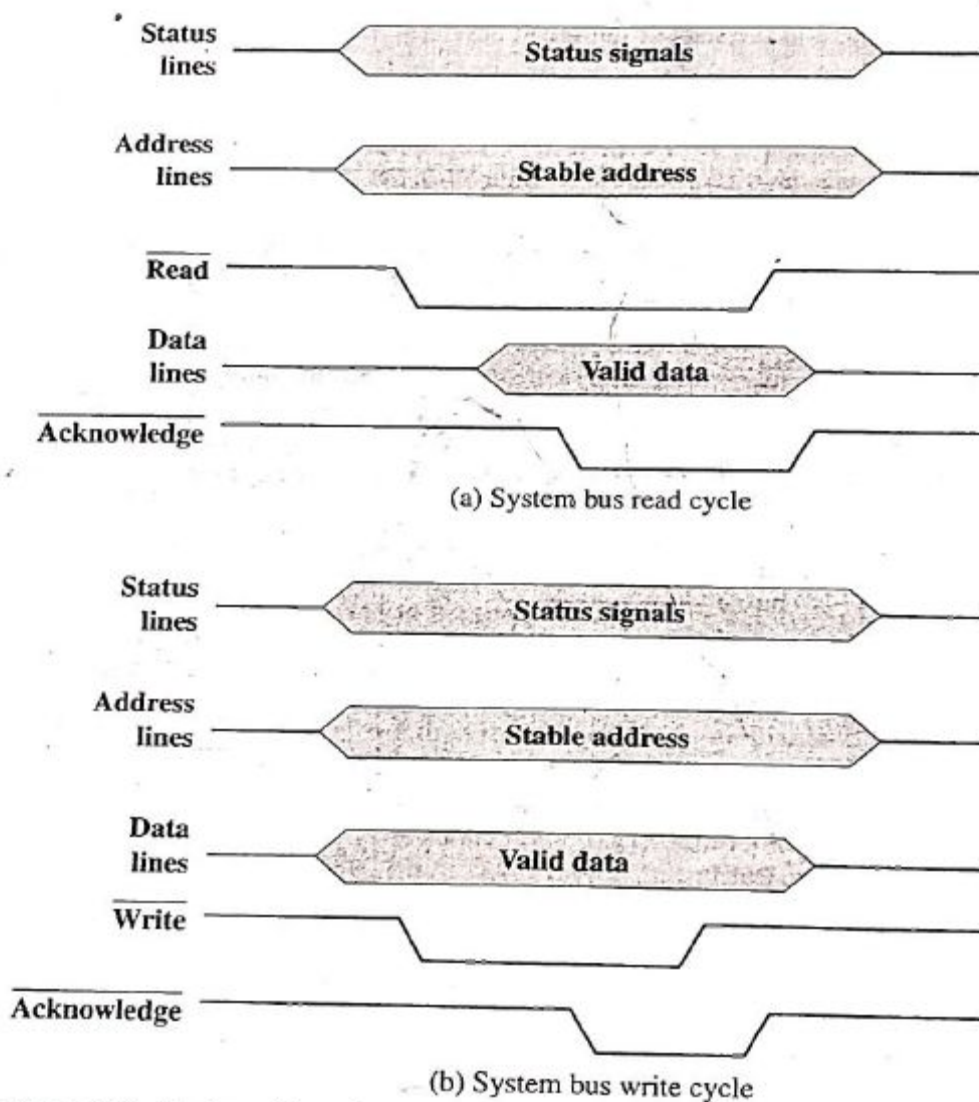 Status
lines
Status signals
Address
lines
Stable address
Read
Data
lines
Valid data
Acknowledge
(a) System bus read cycle
Status
lines
Status signals
Address
lines
Stable address
Data
lines
Valid data
Write
Acknowledge
(b) System bus write cycle